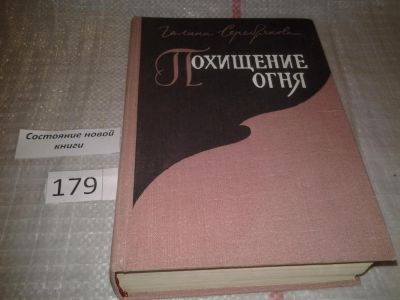 Галина Серебрякова
Похищение
огня
Состояние новой
книги
179